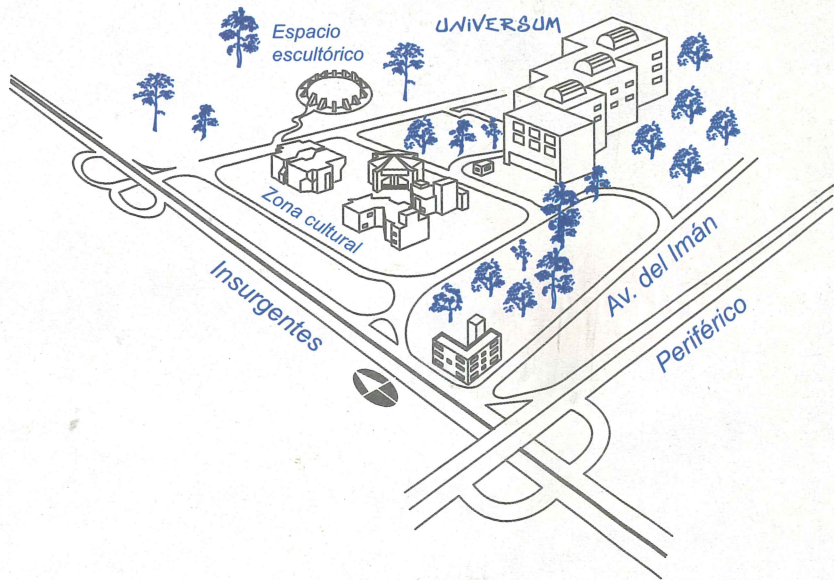 UNIVERSUM
Espacio
escultórico
Zona cultural
Insurgentes
Av. del Imán
Periférico